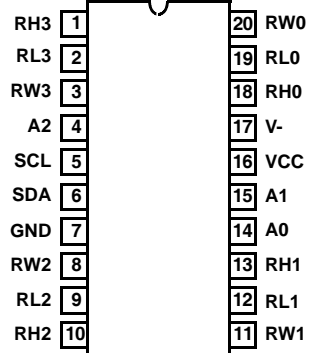 RH3 1 20 RW0
RL3 2 19 RL0
RW3 3 18 RH0
A2 4 17 V-
SCL 5 16 VCC
SDA 6 15 A1
GND 7 14 A0
RW2 8 13 RH1
RL2 9 12 RL1
RH2 10 11 RW1